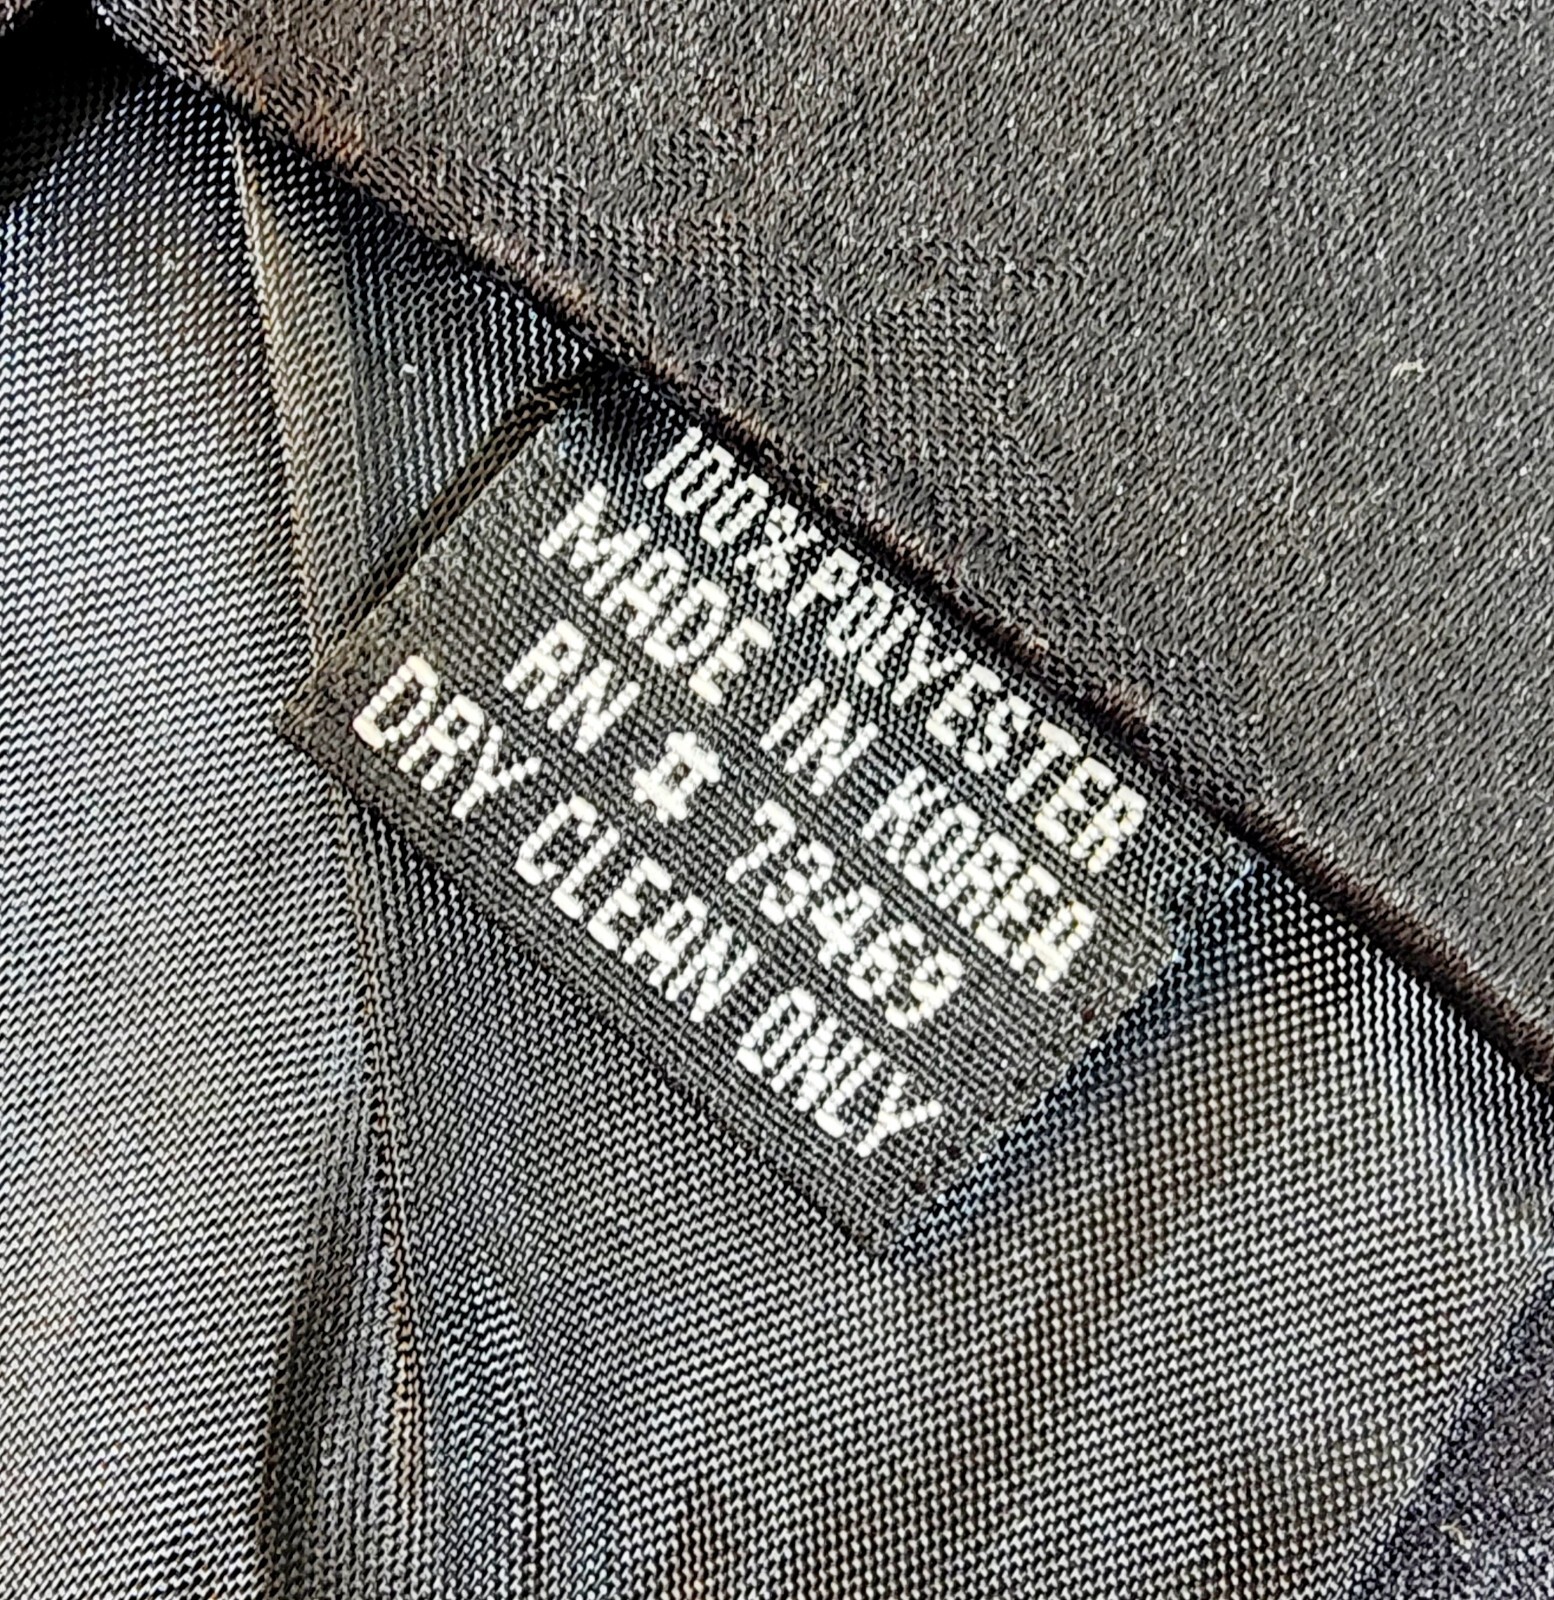 100% POLYESTER
MADE IN KOREA
RN # 73469
DRY CLEAN ONLY